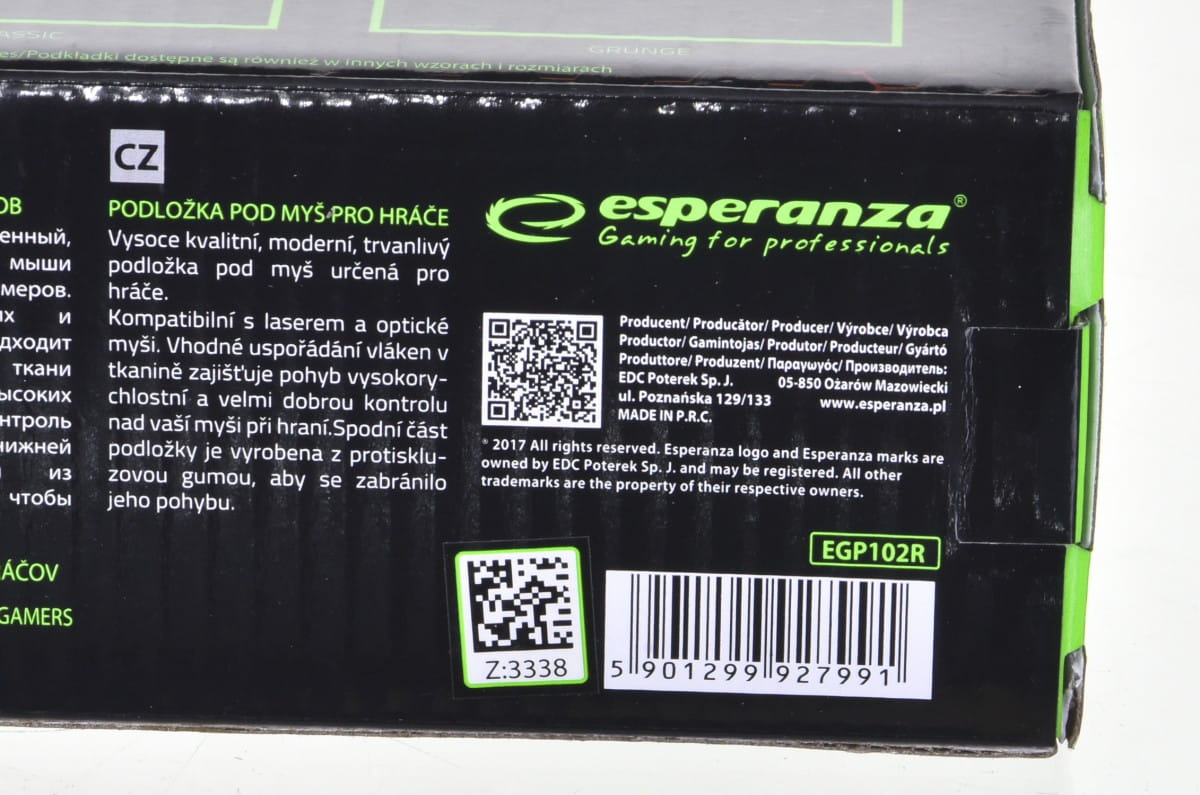 ASSIC
GRUNGE
es/Podkładki dostępne są również w innych wzorach i rozmiarach
ОВ
енный,
мыши
меров.
их и
дходит
ткани
ысоких
нтроль
нижней
из
чтобы
ÁČOV
GAMERS
CZ
PODLOŽKA POD MYŠ PRO HRÁČE
Vysoce kvalitní, moderní, trvanlivý
podložka pod myš určená pro
hráče.
Kompatibilní s laserem a optické
myši. Vhodné uspořádání vláken v
tkanině zajišťuje pohyb vysokory-
chlostní a velmi dobrou kontrolu
nad vaší myši při hraní.Spodní část
podložky je vyrobena z protisklu-
zovou gumou, aby se zabránilo
jeho pohybu.
esperanza®
Gaming for professionals
Producent/ Producător/ Producer/ Výrobce/ Výrobca
Productor/ Gamintojas/ Produtor/ Producteur/ Gyártó
Produttore/ Produzent/ Παραγωγός/ Производитель:
EDC Poterek Sp. J. 05-850 Ożarów Mazowiecki
ul. Poznańska 129/133 www.esperanza.pl
MADE IN P.R.C.
® 2017 All rights reserved. Esperanza logo and Esperanza marks are
owned by EDC Poterek Sp. J. and may be registered. All other
trademarks are the property of their respective owners.
EGP102R
Z:3338
5 901299 927991